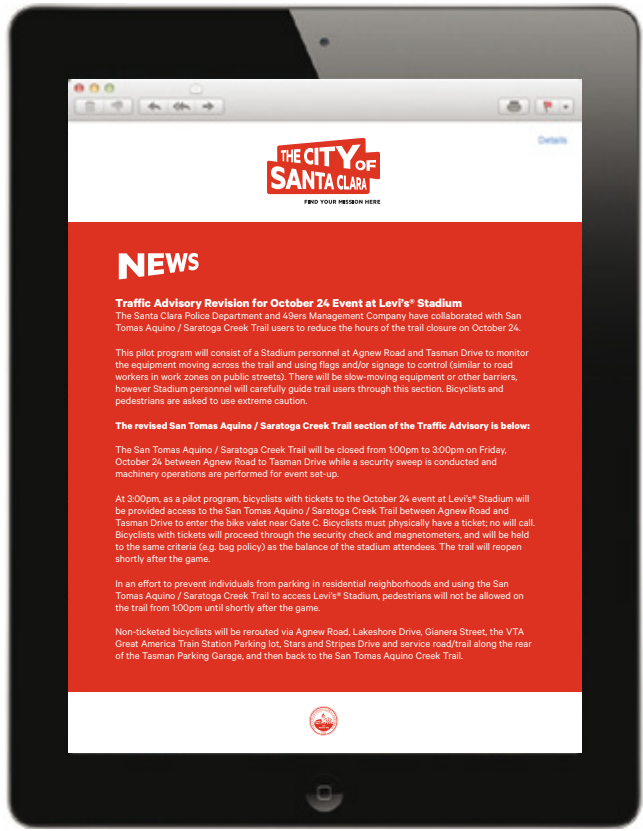 Details
THE CITY OF
SANTA CLARA
FIND YOUR MISSION HERE
NEWS
Traffic Advisory Revision for October 24 Event at Levi's® Stadium
The Santa Clara Police Department and 49ers Management Company have collaborated with San
Tomas Aquino / Saratoga Creek Trail users to reduce the hours of the trail closure on October 24.
This pilot program will consist of a Stadium personnel at Agnew Road and Tasman Drive to monitor
the equipment moving across the trail and using flags and/or signage to control (similar to road
workers in work zones on public streets). There will be slow-moving equipment or other barriers,
however Stadium personnel will carefully guide trail users through this section. Bicyclists and
pedestrians are asked to use extreme caution.
The revised San Tomas Aquino / Saratoga Creek Trail section of the Traffic Advisory is below:
The San Tomas Aquino / Saratoga Creek Trail will be closed from 1:00pm to 3:00pm on Friday,
October 24 between Agnew Road to Tasman Drive while a security sweep is conducted and
machinery operations are performed for event set-up.
At 3:00pm, as a pilot program, bicyclists with tickets to the October 24 event at Levi's® Stadium will
be provided access to the San Tomas Aquino / Saratoga Creek Trail between Agnew Road and
Tasman Drive to enter the bike valet near Gate C. Bicyclists must physically have a ticket; no will call.
Bicyclists with tickets will proceed through the security check and magnetometers, and will be held
to the same criteria (e.g. bag policy) as the balance of the stadium attendees. The trail will reopen
shortly after the game.
In an effort to prevent individuals from parking in residential neighborhoods and using the San
Tomas Aquino / Saratoga Creek Trail to access Levi's® Stadium, pedestrians will not be allowed on
the trail from 1:00pm until shortly after the game.
Non-ticketed bicyclists will be rerouted via Agnew Road, Lakeshore Drive, Gianera Street, the VTA
Great America Train Station Parking lot, Stars and Stripes Drive and service road/trail along the rear
of the Tasman Parking Garage, and then back to the San Tomas Aquino Creek Trail.